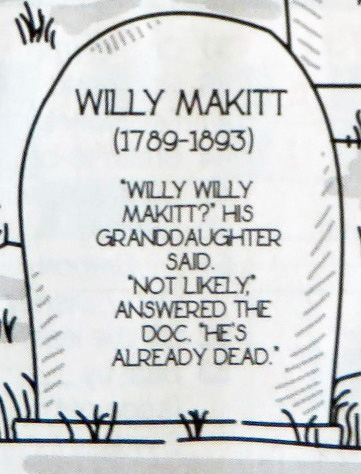 WILLY MAKITT
(1789-1893)
"WILLY WILLY
MAKITT?" HIS
GRANDDAUGHTER
SAID.
"NOT LIKELY,"
ANSWERED THE
DOC. "HE'S
ALREADY DEAD."